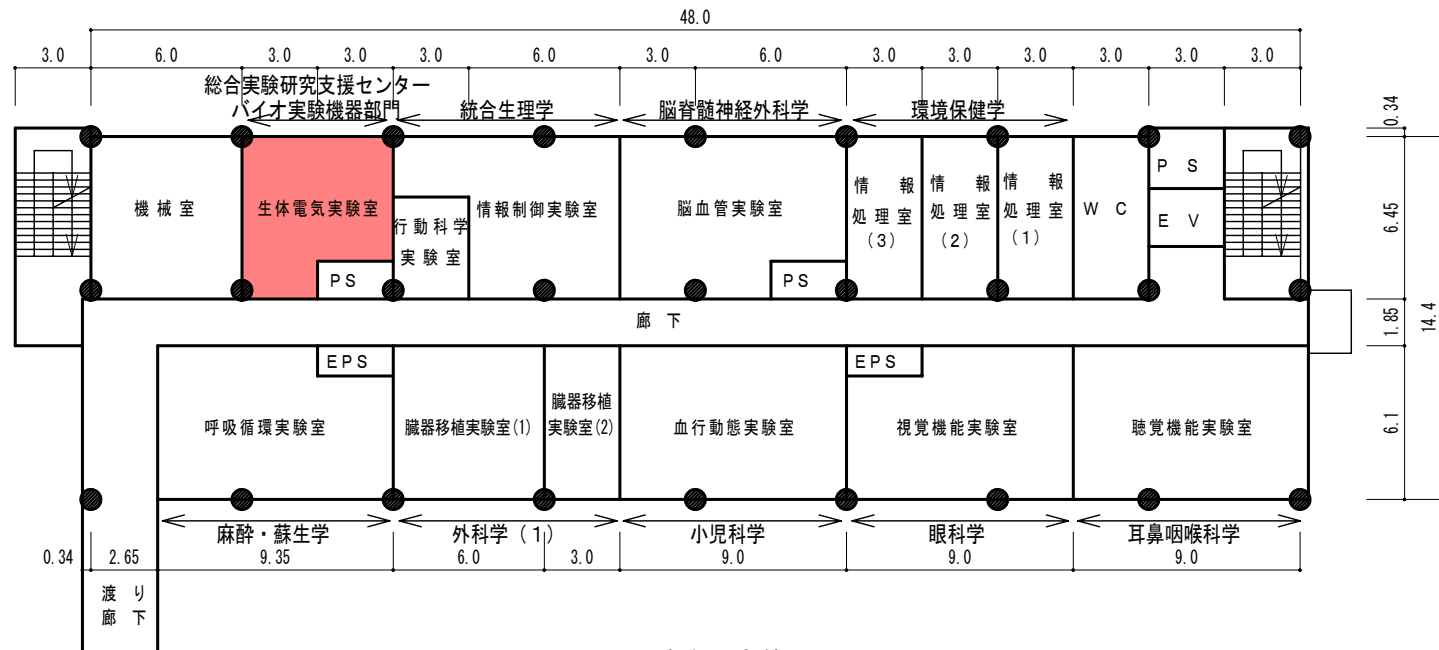 48.0
3.0 6.0 3.0 3.0 3.0 6.0 3.0 6.0 3.0 3.0 3.0 3.0 3.0 3.0
総合実験研究支援センター
バイオ実験機器部門 統合生理学 脳脊髄神経外科学 環境保健学
0.34
機械室
生体電気実験室
PS
行動科学
実験室
情報制御実験室
脳血管実験室
PS
情報
処理室
(3)
情報
処理室
(2)
情報
処理室
(1)
WC
PS
EV
6.45
廊下
1.85
14.4
EPS
呼吸循環実験室
臓器移植実験室(1)
臓器移植
実験室(2)
血行動態実験室
EPS
視覚機能実験室
聴覚機能実験室
6.1
麻酔・蘇生学 外科学(1) 小児科学 眼科学 耳鼻咽喉科学
0.34 2.65 9.35 6.0 3.0 9.0 9.0 9.0
渡り
廊下